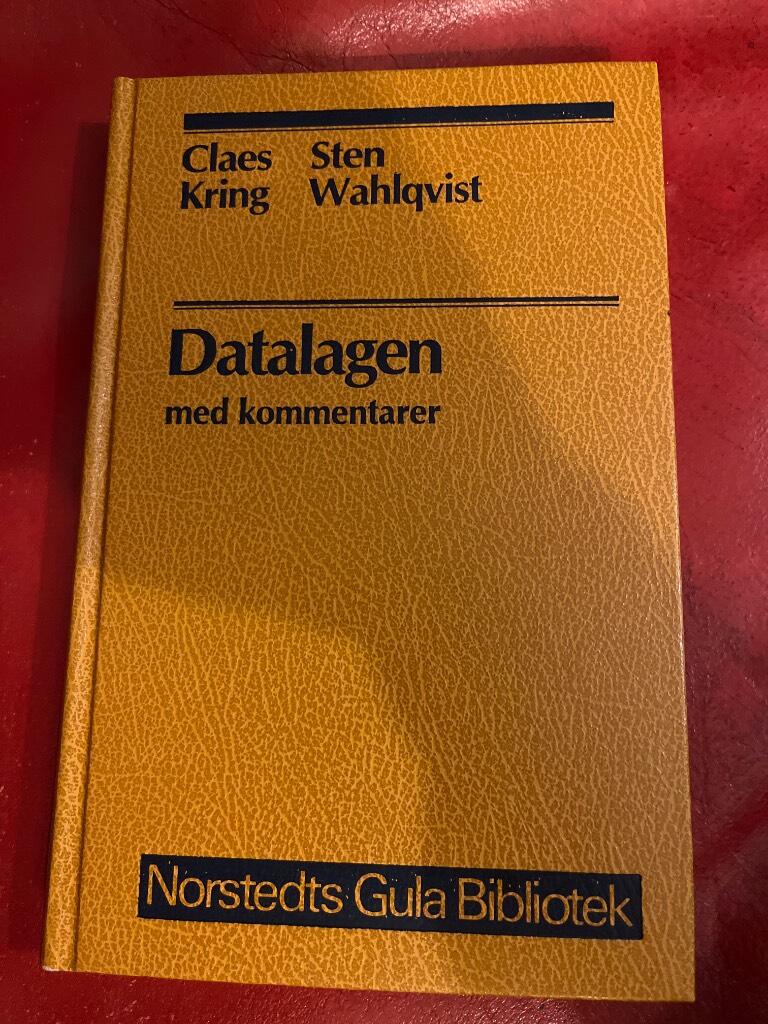 Claes Sten
Kring Wahlqvist
Datalagen
med kommentarer
Norstedts Gula Bibliotek